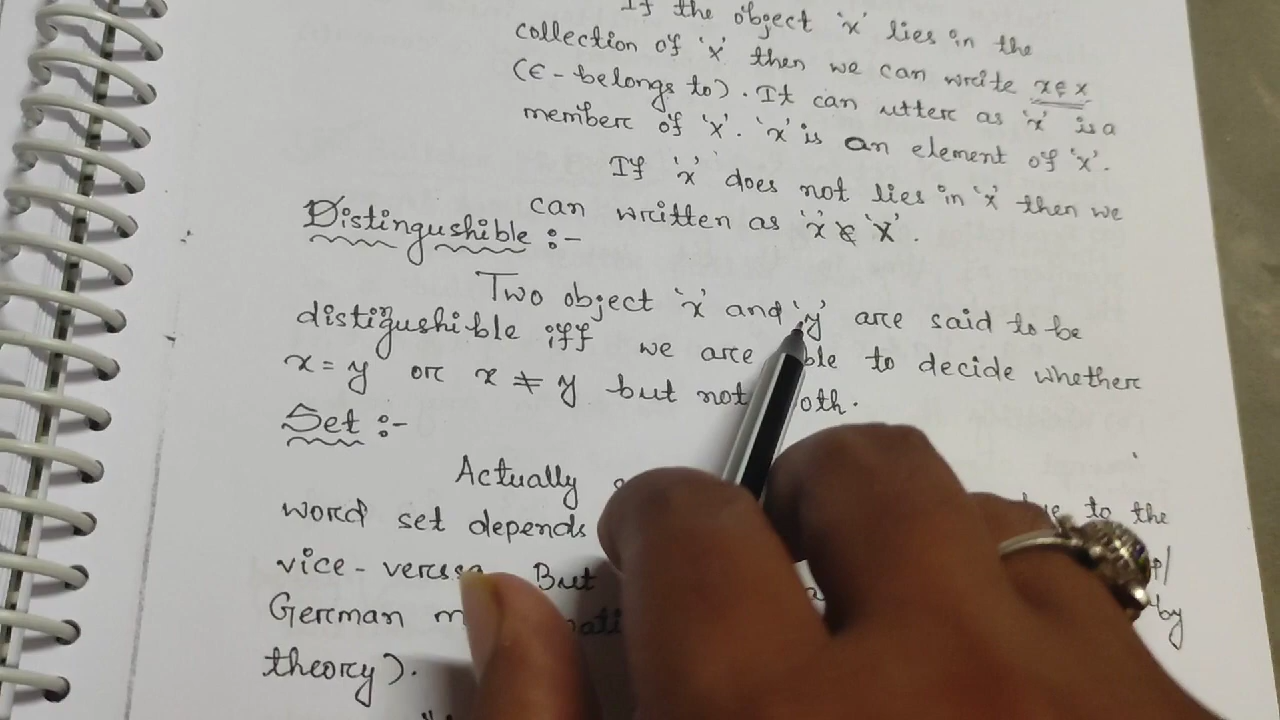 If the object 'x' lies in the
collection of 'x' then we can write x∈x
(∈-belongs to). It can utter as 'x' is a
member of 'x'. 'x' is an element of 'x'.
If 'x' does not lies in 'x' then we
can written as 'x'∉'x'.
Distingushible :-
Two object 'x' and 'y' are said to be
distigushible iff we are ble to decide whether
x = y or x ≠ y but not oth.
Set :-
Actually to the
word set depends
vice-versa But
German by
theory).